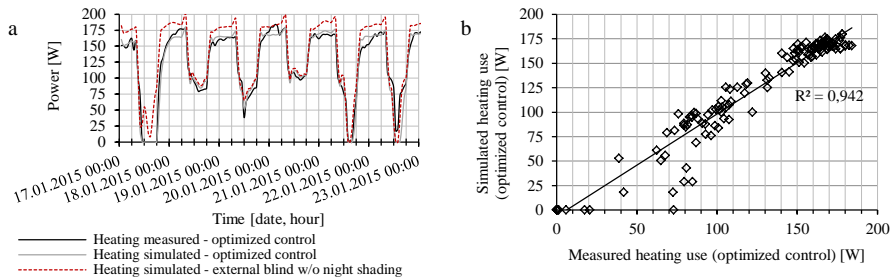 a
Power [W]
200
175
150
125
100
75
50
25
0
17.01.2015 00:00
18.01.2015 00:00
19.01.2015 00:00
20.01.2015 00:00
21.01.2015 00:00
22.01.2015 00:00
23.01.2015 00:00
Time [date, hour]
Heating measured - optimized control
Heating simulated - optimized control
Heating simulated - external blind w/o night shading
b
Simulated heating use
(optimized control) [W]
200
175
150
125
100
75
50
25
0
R² = 0,942
0
50
100
150
200
Measured heating use (optimized control) [W]